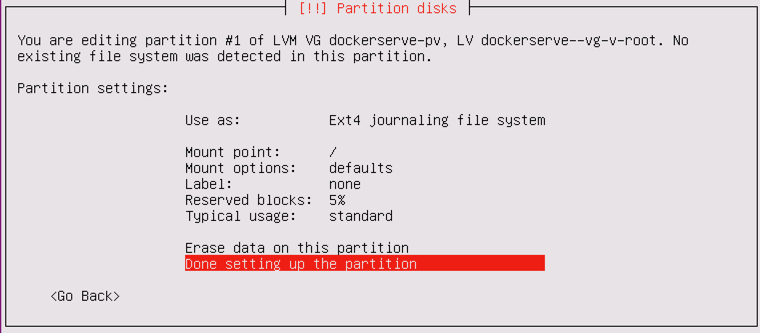 [!!] Partition disks
You are editing partition #1 of LVM VG dockerserve-pv, LV dockerserve--vg-v-root. No
existing file system was detected in this partition.
Partition settings:
Use as: Ext4 journaling file system
Mount point: /
Mount options: defaults
Label: none
Reserved blocks: 5%
Typical usage: standard
Erase data on this partition
Done setting up the partition
<Go Back>